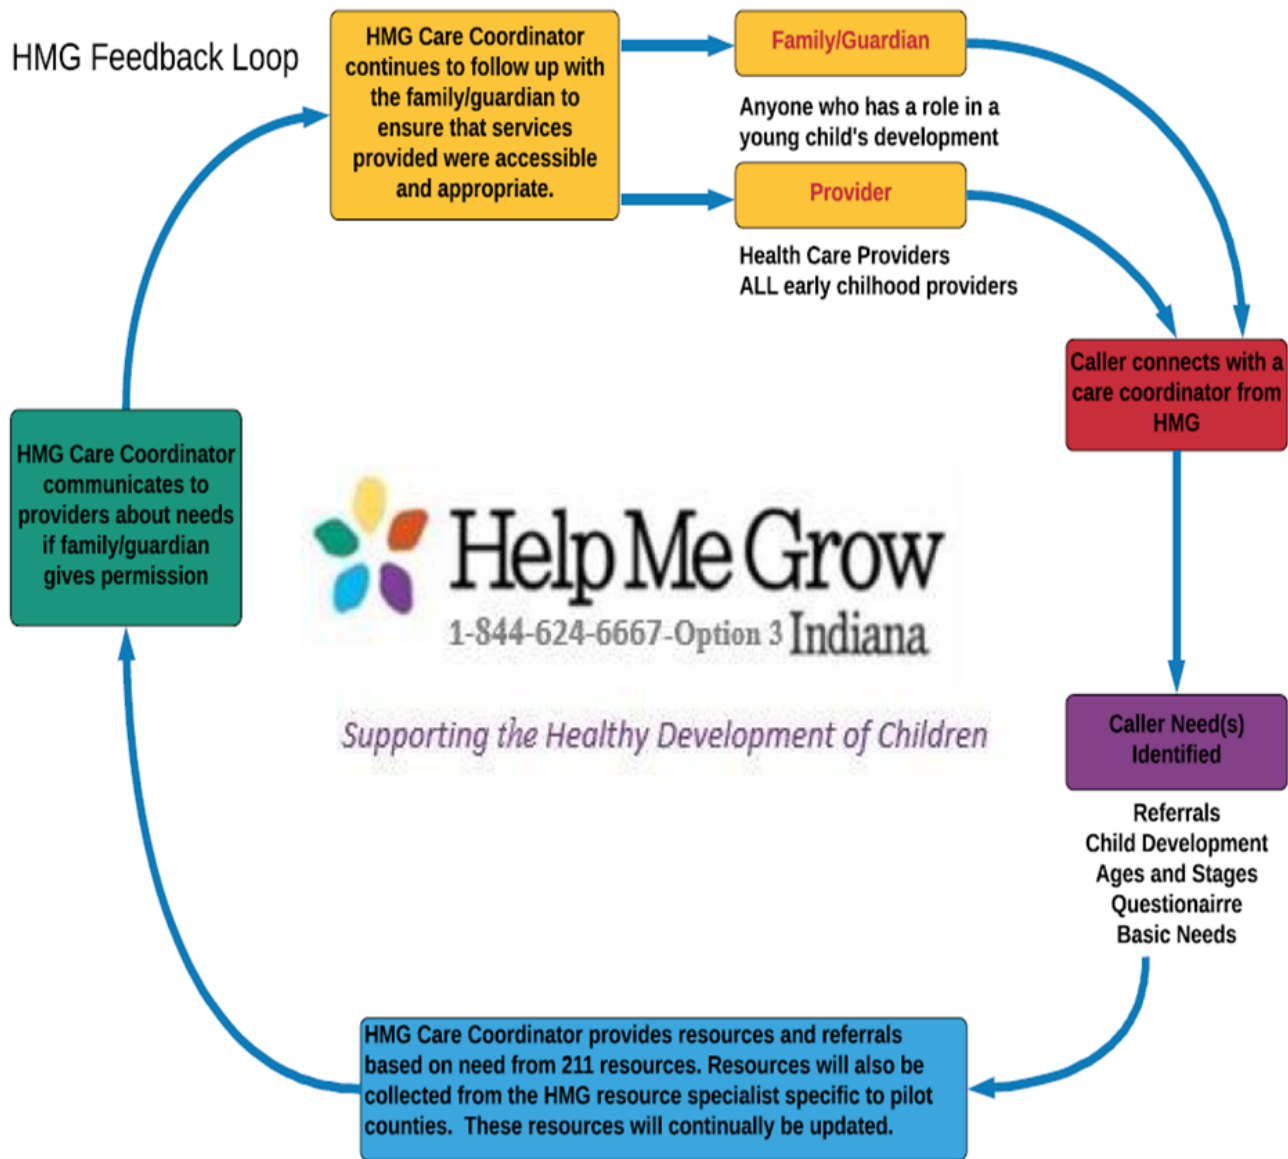 HMG Feedback Loop
HMG Care Coordinator
continues to follow up with
the family/guardian to
ensure that services
provided were accessible
and appropriate.
Family/Guardian
Anyone who has a role in a
young child's development
Provider
Health Care Providers
ALL early chilhood providers
Caller connects with a
care coordinator from
HMG
Caller Need(s)
Identified
Referrals
Child Development
Ages and Stages
Questionairre
Basic Needs
HMG Care Coordinator provides resources and referrals
based on need from 211 resources. Resources will also be
collected from the HMG resource specialist specific to pilot
counties.  These resources will continually be updated.
HMG Care Coordinator
communicates to
providers about needs
if family/guardian
gives permission
Help Me Grow
1-844-624-6667-Option 3 Indiana
Supporting the Healthy Development of Children